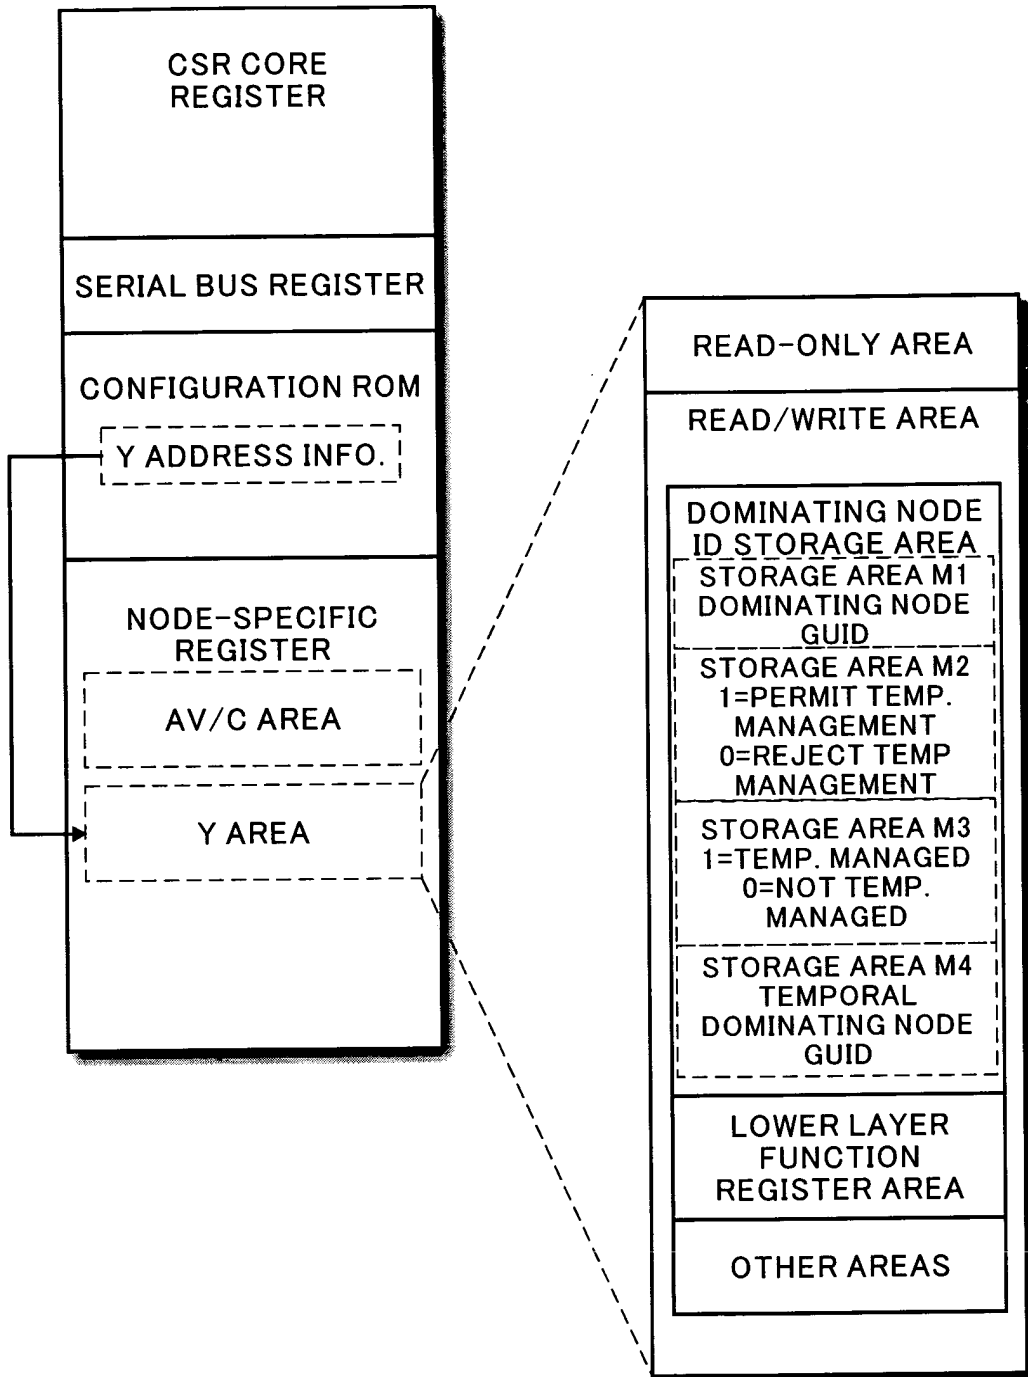 CSR CORE
REGISTER
SERIAL BUS REGISTER
CONFIGURATION ROM
Y ADDRESS INFO.
NODE-SPECIFIC
REGISTER
AV/C AREA
Y AREA
READ-ONLY AREA
READ/WRITE AREA
DOMINATING NODE
ID STORAGE AREA
STORAGE AREA M1
DOMINATING NODE
GUID
STORAGE AREA M2
1=PERMIT TEMP.
MANAGEMENT
0=REJECT TEMP
MANAGEMENT
STORAGE AREA M3
1=TEMP. MANAGED
0=NOT TEMP.
MANAGED
STORAGE AREA M4
TEMPORAL
DOMINATING NODE
GUID
LOWER LAYER
FUNCTION
REGISTER AREA
OTHER AREAS